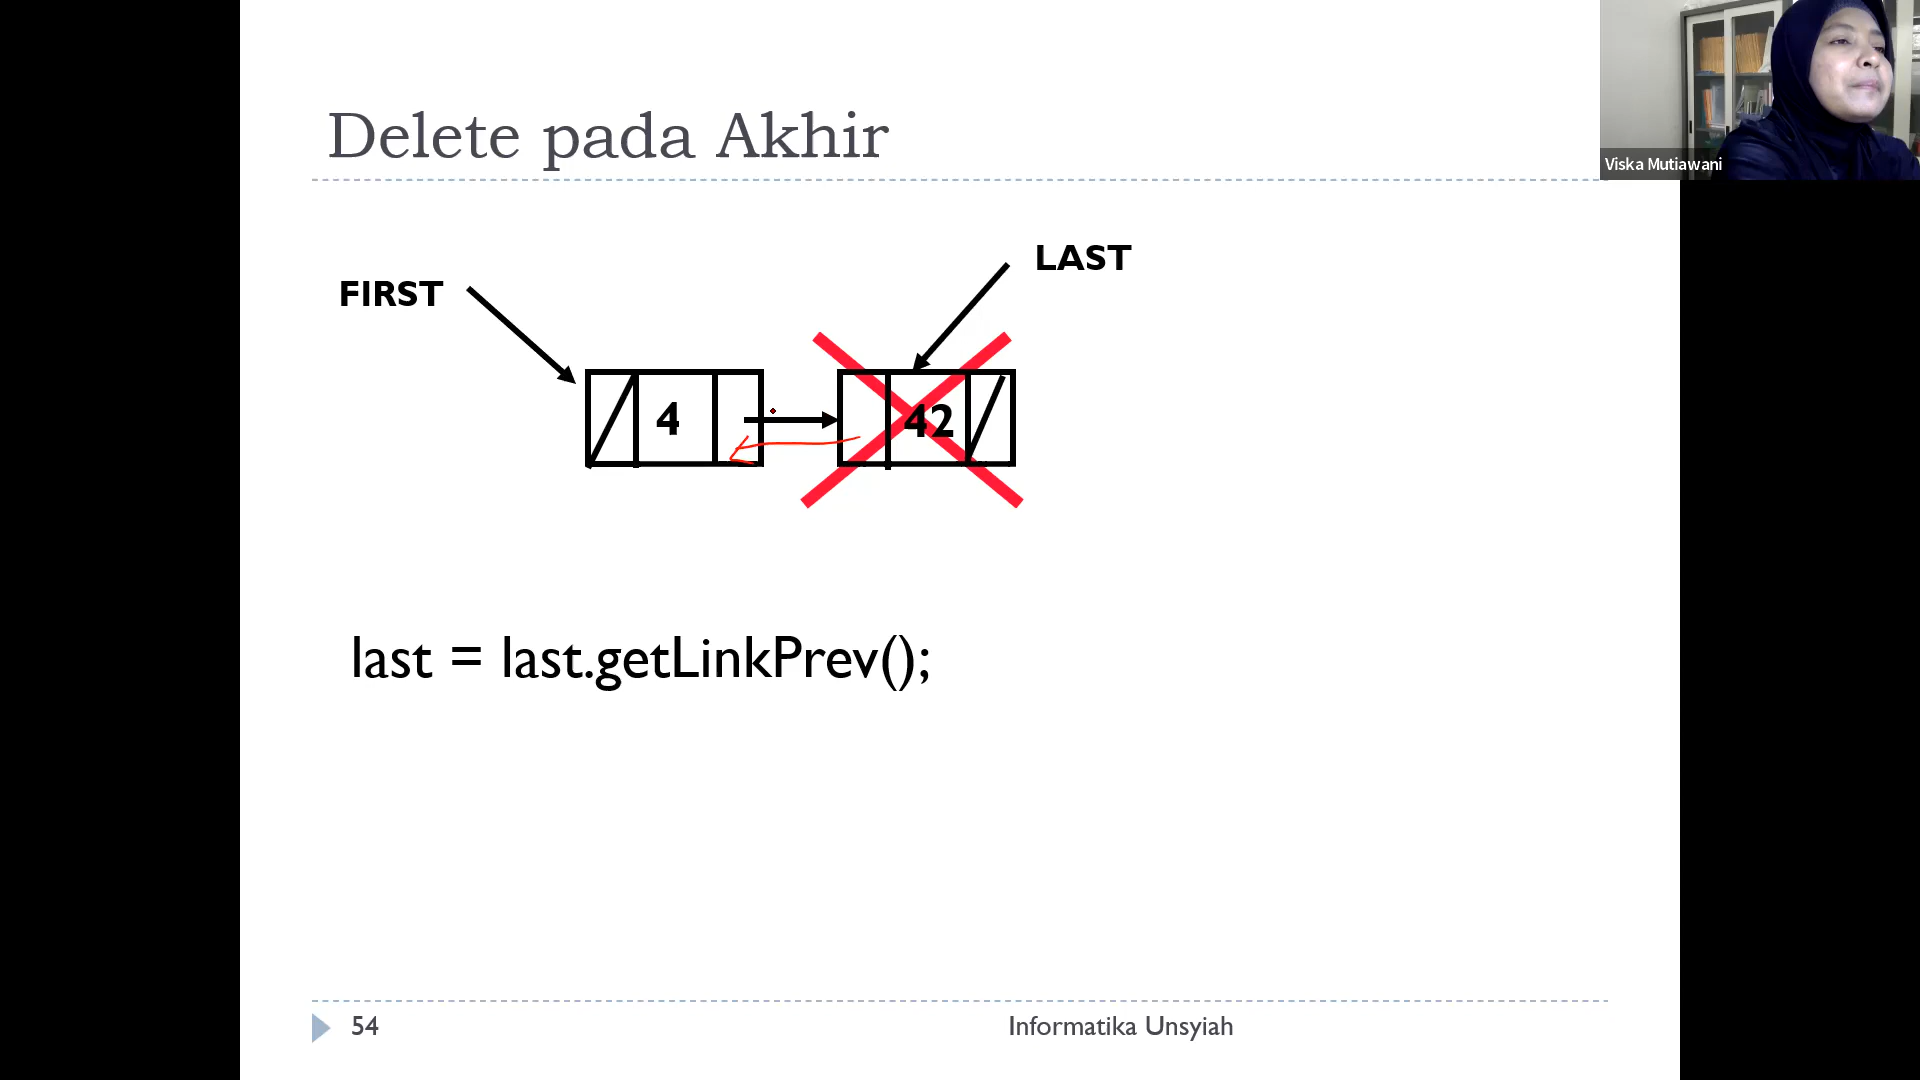 Viska Mutiawani
Delete pada Akhir
LAST
FIRST
4
42
last = last.getLinkPrev();
54
Informatika Unsyiah